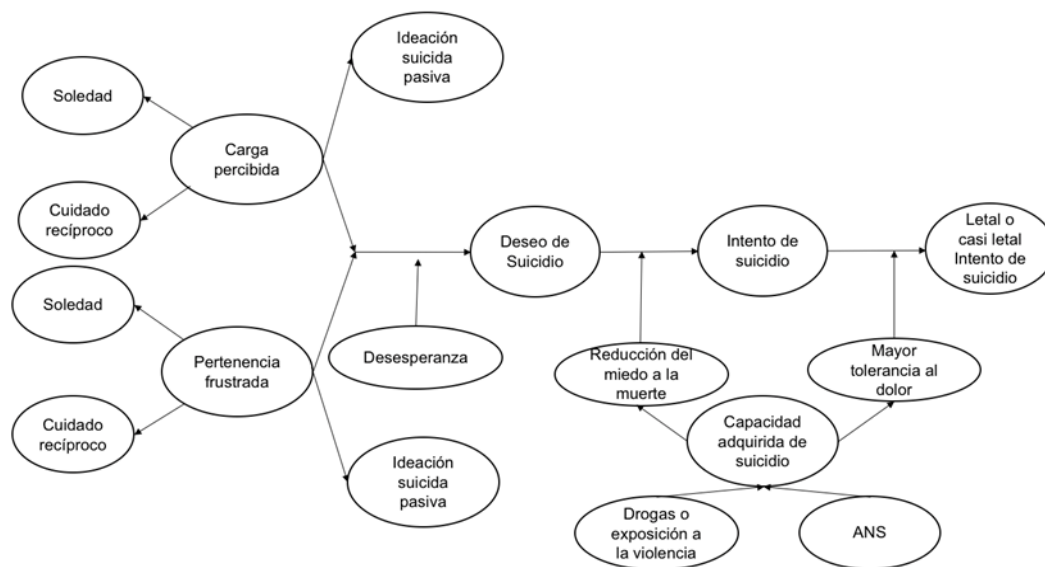 Ideación
suicida
pasiva
Soledad
Carga
percibida
Cuidado
recíproco
Soledad
Pertenencia
frustrada
Cuidado
recíproco
Ideación
suicida
pasiva
Desesperanza
Deseo de
Suicidio
Intento de
suicidio
Letal o
casi letal
Intento de
suicidio
Reducción del
miedo a la
muerte
Mayor
tolerancia al
dolor
Capacidad
adquirida de
suicidio
Drogas o
exposición a
la violencia
ANS